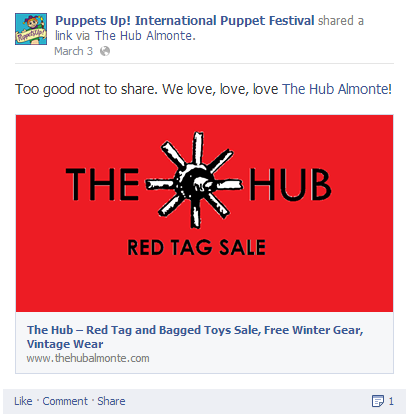 Puppets Up! International Puppet Festival shared a
link via The Hub Almonte.
March 3
Too good not to share. We love, love, love The Hub Almonte!
THE HUB
RED TAG SALE
The Hub – Red Tag and Bagged Toys Sale, Free Winter Gear,
Vintage Wear
www.thehubalmonte.com
Like · Comment · Share 1